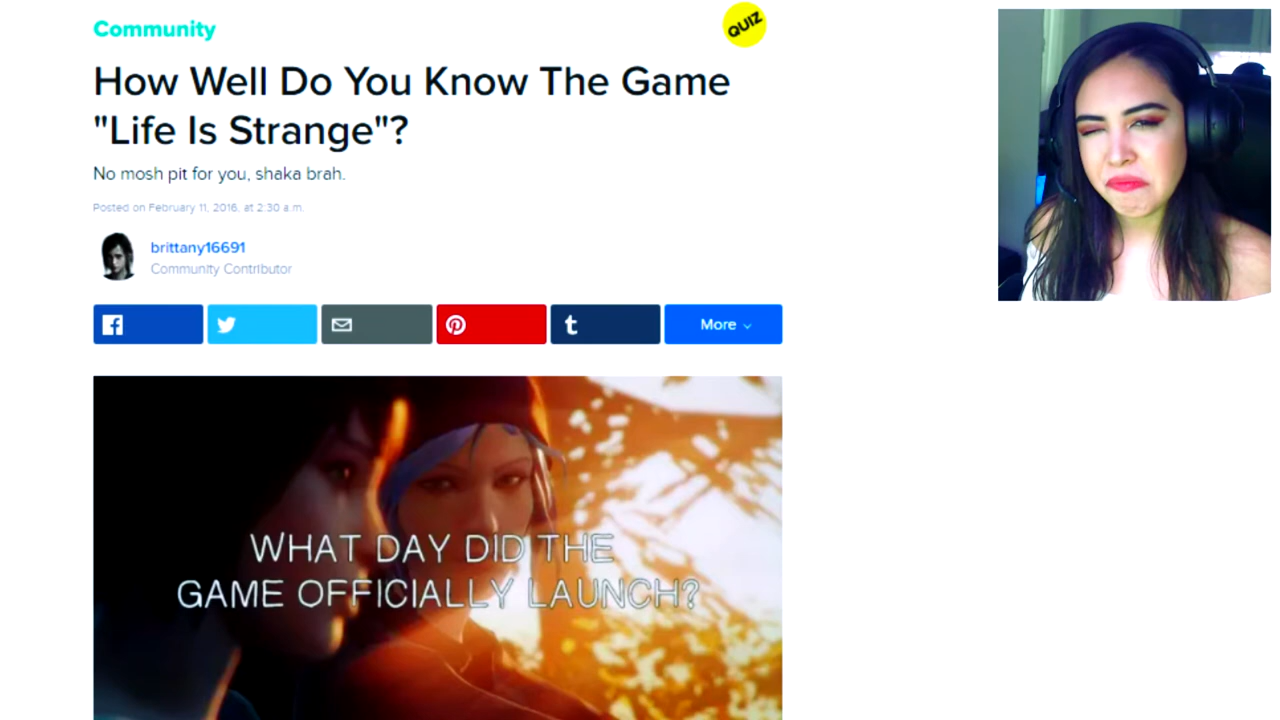 Community
QUIZ
How Well Do You Know The Game
"Life Is Strange"?
No mosh pit for you, shaka brah.
Posted on February 11, 2016, at 2:30 a.m.
brittany16691
Community Contributor
More
WHAT DAY DID THE
GAME OFFICIALLY LAUNCH?